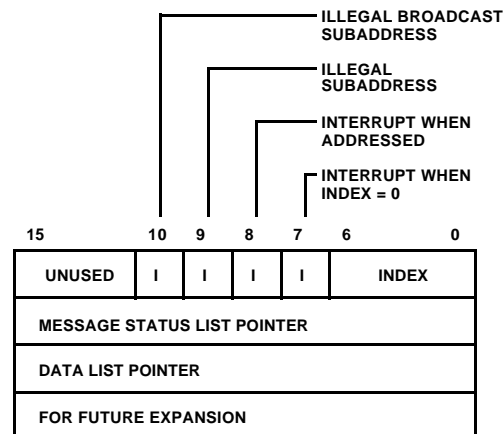 ILLEGAL BROADCAST
SUBADDRESS
ILLEGAL
SUBADDRESS
INTERRUPT WHEN
ADDRESSED
INTERRUPT WHEN
INDEX = 0
15 10 9 8 7 6 0
UNUSED I I I I INDEX
MESSAGE STATUS LIST POINTER
DATA LIST POINTER
FOR FUTURE EXPANSION